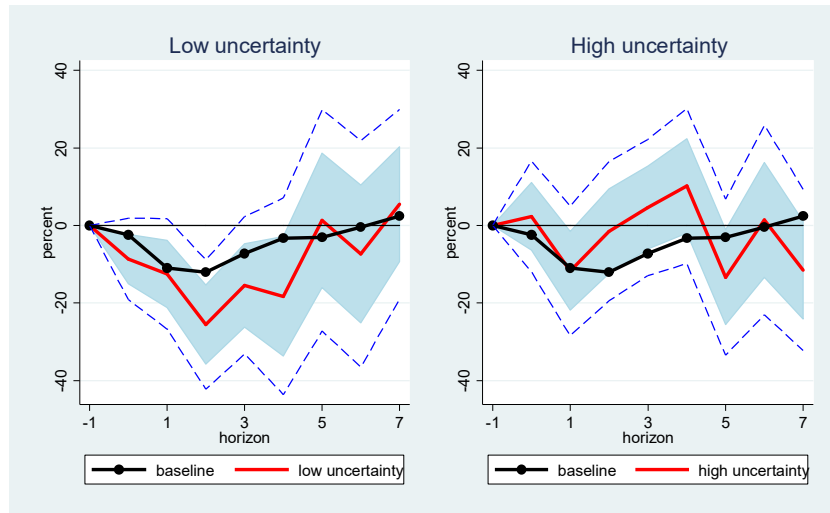 Low uncertainty
40
20
0
-20
-40
percent
-1
1
3
5
7
horizon
baseline
low uncertainty
High uncertainty
40
20
0
-20
-40
percent
-1
1
3
5
7
horizon
baseline
high uncertainty